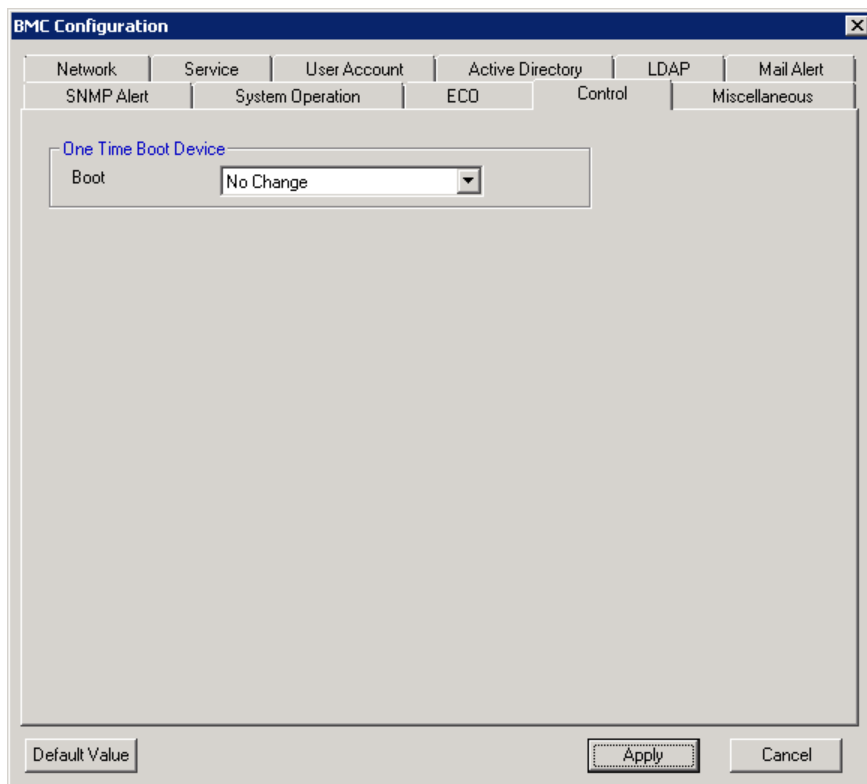 BMC Configuration
Network Service User Account Active Directory LDAP Mail Alert
SNMP Alert System Operation ECO Control Miscellaneous
One Time Boot Device
Boot No Change
Default Value Apply Cancel